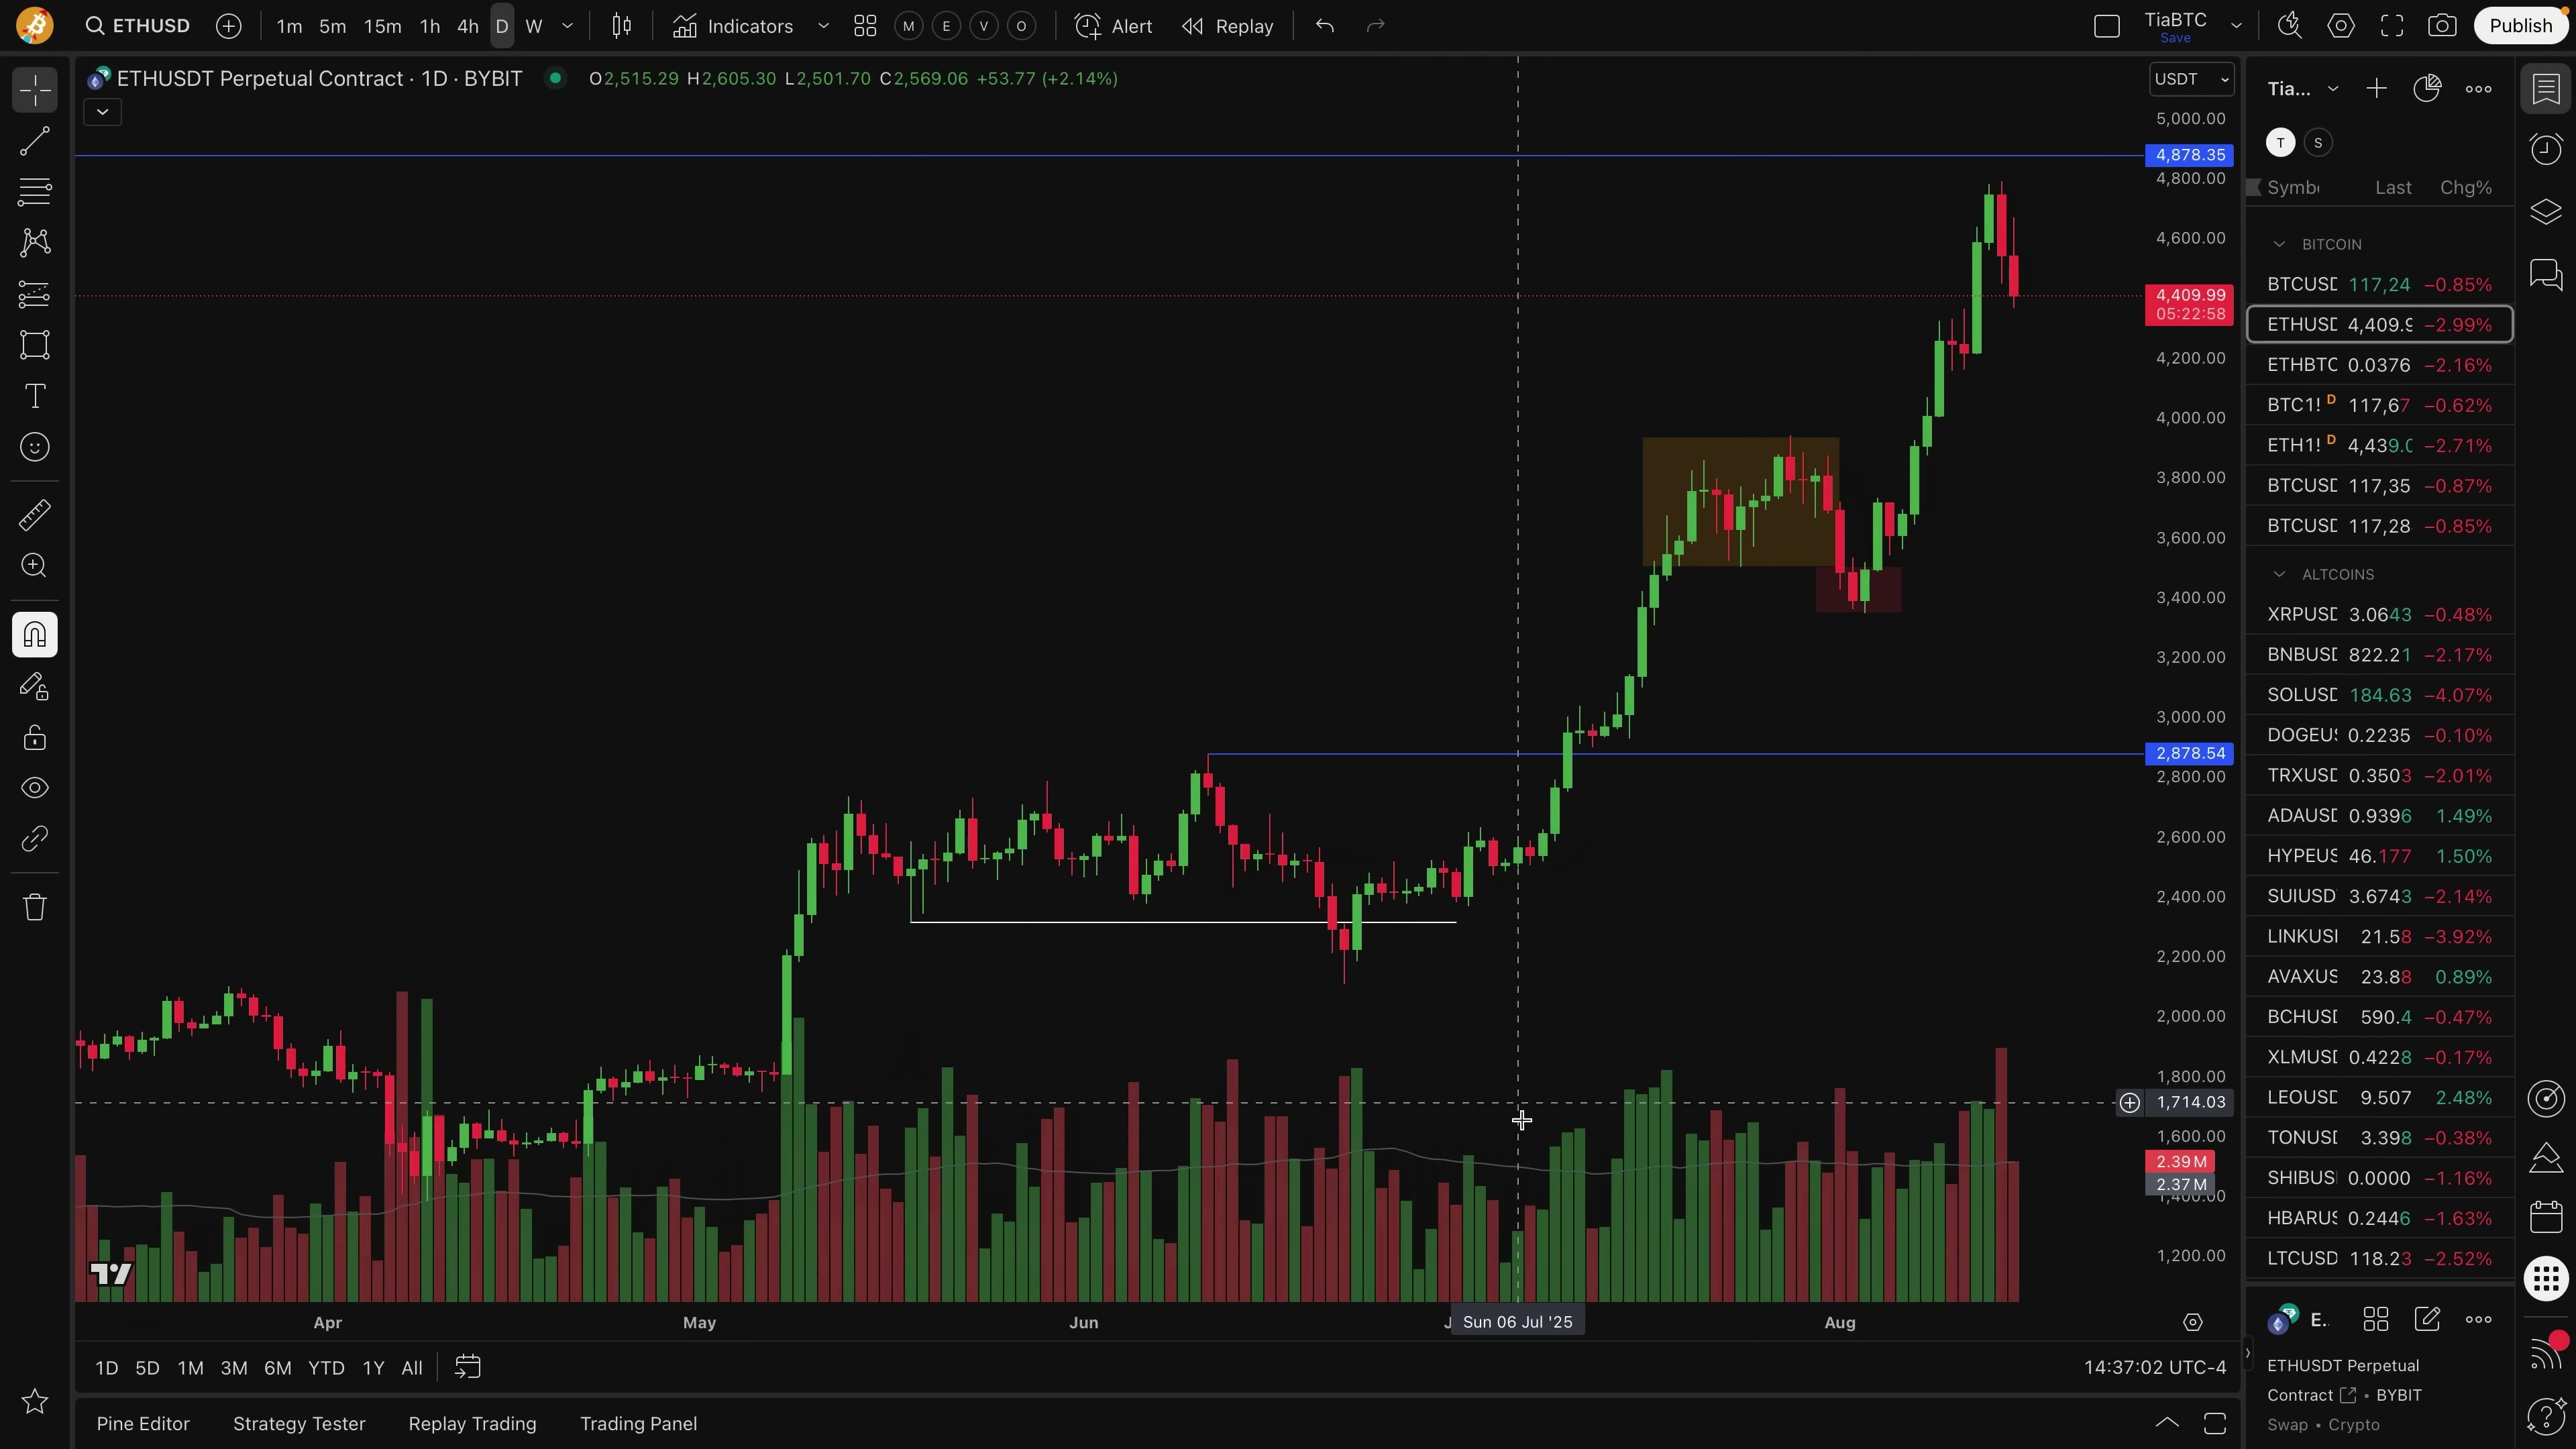 ETHUSD 1m 5m 15m 1h 4h D W Indicators M E V O Alert Replay TiaBTC Save Publish
ETHUSDT Perpetual Contract · 1D · BYBIT O2,515.29 H2,605.30 L2,501.70 C2,569.06 +53.77 (+2.14%)
USDT
5,000.00
4,878.35
4,800.00
4,600.00
4,409.99
05:22:58
4,200.00
4,000.00
3,800.00
3,600.00
3,400.00
3,200.00
3,000.00
2,878.54
2,800.00
2,600.00
2,400.00
2,200.00
2,000.00
1,800.00
1,714.03
1,600.00
2.39 M
2.37 M
1,400.00
1,200.00
Apr May Jun Sun 06 Jul '25 Aug
1D 5D 1M 3M 6M YTD 1Y All 14:37:02 UTC-4
Pine Editor Strategy Tester Replay Trading Trading Panel
Tia...
T S
Symb Last Chg%
BITCOIN
BTCUSD 117,24 −0.85%
ETHUSD 4,409.9 −2.99%
ETHBTC 0.0376 −2.16%
BTC1! D 117,67 −0.62%
ETH1! D 4,439.0 −2.71%
BTCUSD 117,35 −0.87%
BTCUSD 117,28 −0.85%
ALTCOINS
XRPUSD 3.0643 −0.48%
BNBUSD 822.21 −2.17%
SOLUSD 184.63 −4.07%
DOGEUS 0.2235 −0.10%
TRXUSD 0.3503 −2.01%
ADAUSD 0.9396 1.49%
HYPEUS 46.177 1.50%
SUIUSD 3.6743 −2.14%
LINKUSI 21.58 −3.92%
AVAXUS 23.88 0.89%
BCHUSD 590.4 −0.47%
XLMUSD 0.4228 −0.17%
LEOUSD 9.507 2.48%
TONUSD 3.398 −0.38%
SHIBUS 0.0000 −1.16%
HBARUS 0.2446 −1.63%
LTCUSD 118.23 −2.52%
E.
ETHUSDT Perpetual
Contract • BYBIT
Swap • Crypto